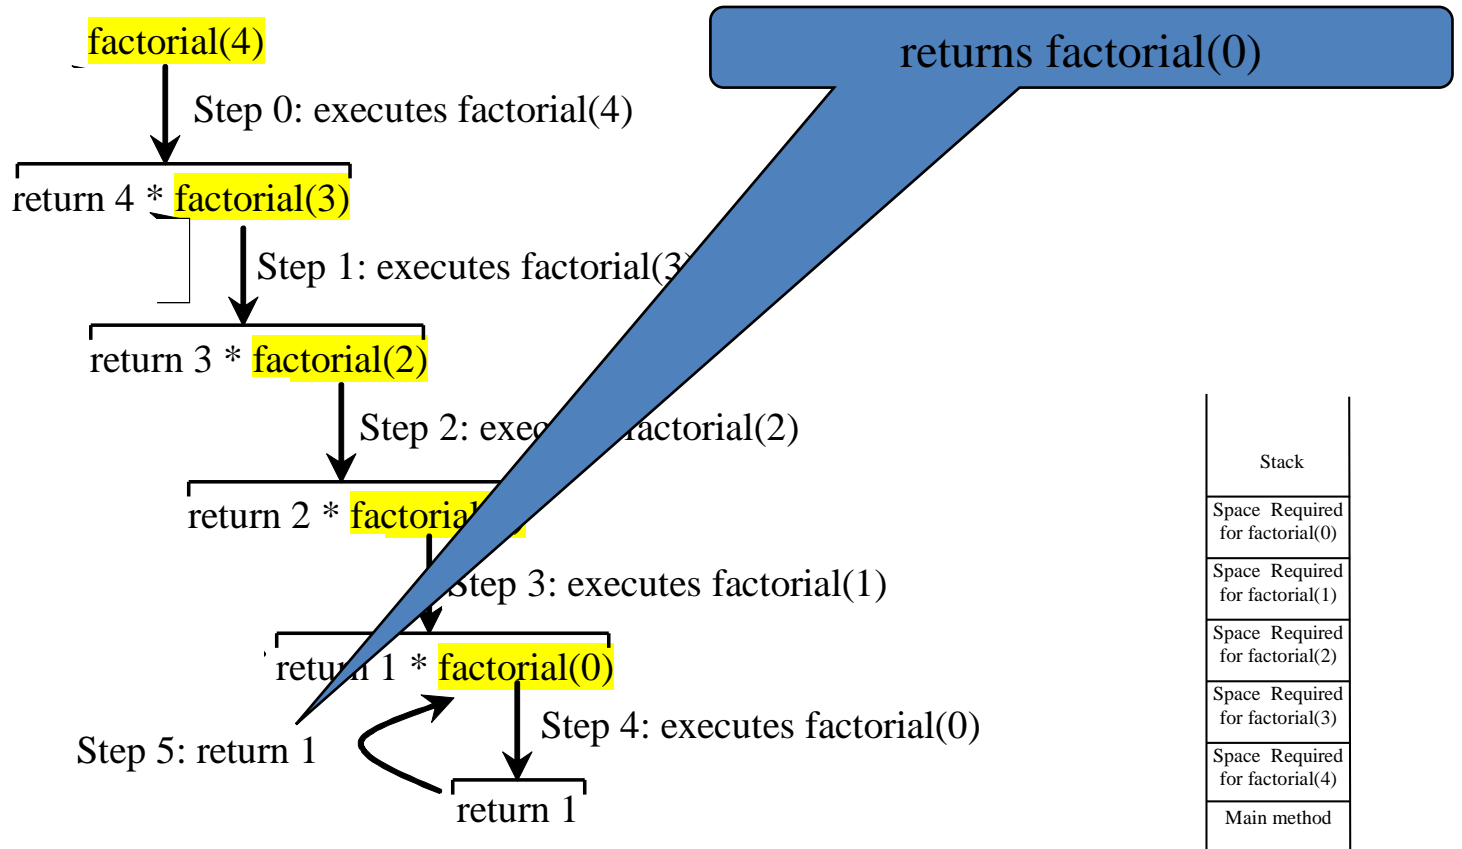 factorial(4)
returns factorial(0)
Step 0: executes factorial(4)
return 4 * factorial(3)
Step 1: executes factorial(3)
return 3 * factorial(2)
Step 2: factorial(2)
return 2 *
Step 3: executes factorial(1)
return 1 * factorial(0)
Step 4: executes factorial(0)
Step 5: return 1
return 1
Stack
Space Required
for factorial(0)
Space Required
for factorial(1)
Space Required
for factorial(2)
Space Required
for factorial(3)
Space Required
for factorial(4)
Main method